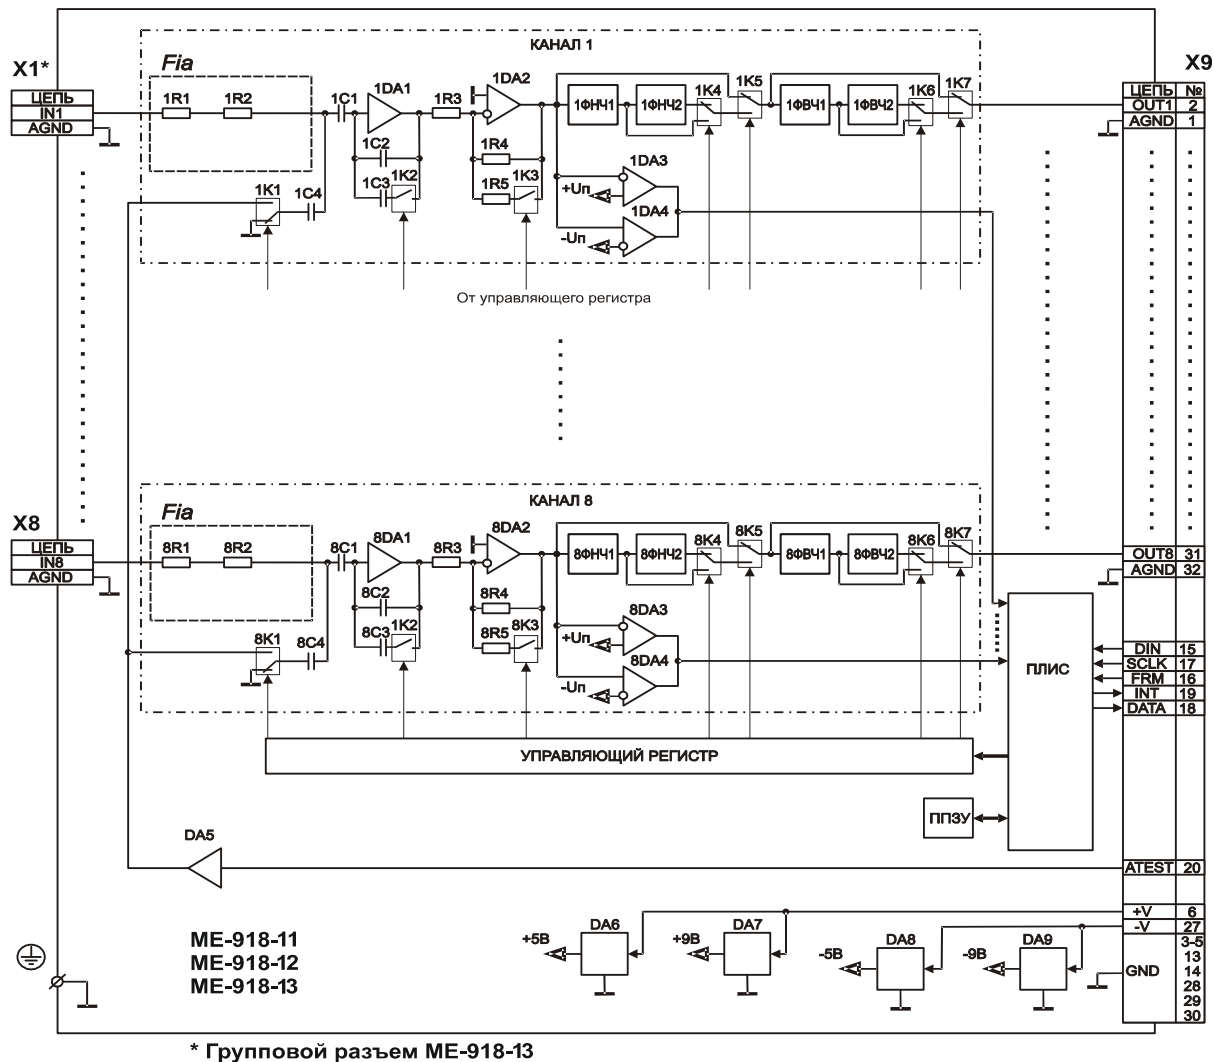 КАНАЛ 1
X1*
ЦЕПЬ
IN1
AGND
Fia
1R1
1R2
1C1
1DA1
1R3
1DA2
1C2
1C3
1K2
1R4
1R5
1K3
1K1
1C4
1ФНЧ1
1ФНЧ2
1K4
1K5
1ФВЧ1
1ФВЧ2
1K6
1K7
1DA3
+Uп
1DA4
-Uп
X9
ЦЕПЬ №
OUT1 2
AGND 1
От управляющего регистра
КАНАЛ 8
X8
ЦЕПЬ
IN8
AGND
Fia
8R1
8R2
8C1
8DA1
8R3
8DA2
8C2
8C3
1K2
8R4
8R5
8K3
8K1
8C4
8ФНЧ1
8ФНЧ2
8K4
8K5
8ФВЧ1
8ФВЧ2
8K6
8K7
8DA3
+Uп
8DA4
-Uп
OUT8 31
AGND 32
ПЛИС
DIN 15
SCLK 17
FRM 16
INT 19
DATA 18
УПРАВЛЯЮЩИЙ РЕГИСТР
ППЗУ
DA5
ATEST 20
+V 6
-V 27
GND
3-5
13
14
28
29
30
+5В
DA6
+9В
DA7
-5В
DA8
-9В
DA9
ME-918-11
ME-918-12
ME-918-13
* Групповой разъем ME-918-13